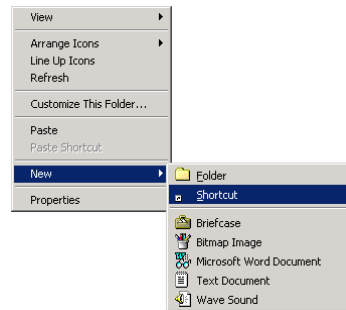 View
Arrange Icons
Line Up Icons
Refresh
Customize This Folder...
Paste
Paste Shortcut
New
Properties
Folder
Shortcut
Briefcase
Bitmap Image
Microsoft Word Document
Text Document
Wave Sound